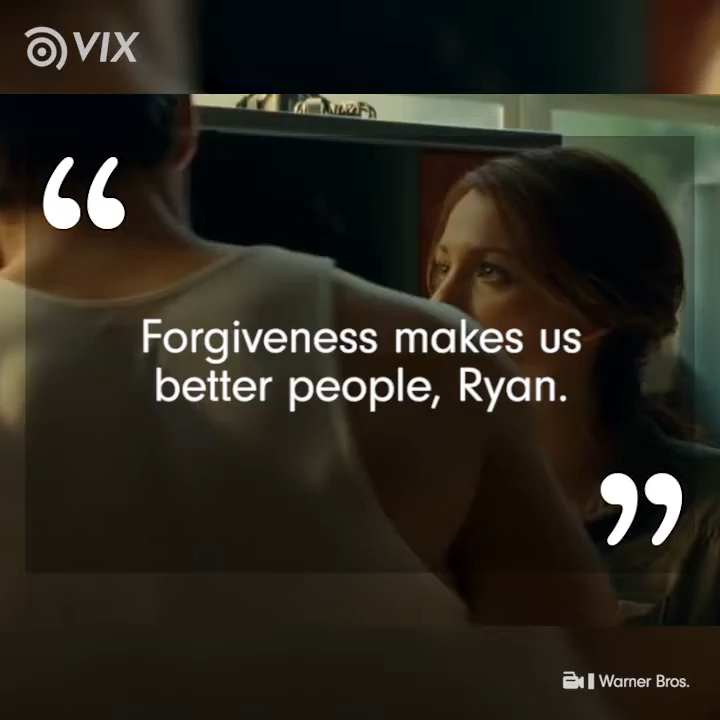 VIX
“
Forgiveness makes us
better people, Ryan.
”
Warner Bros.